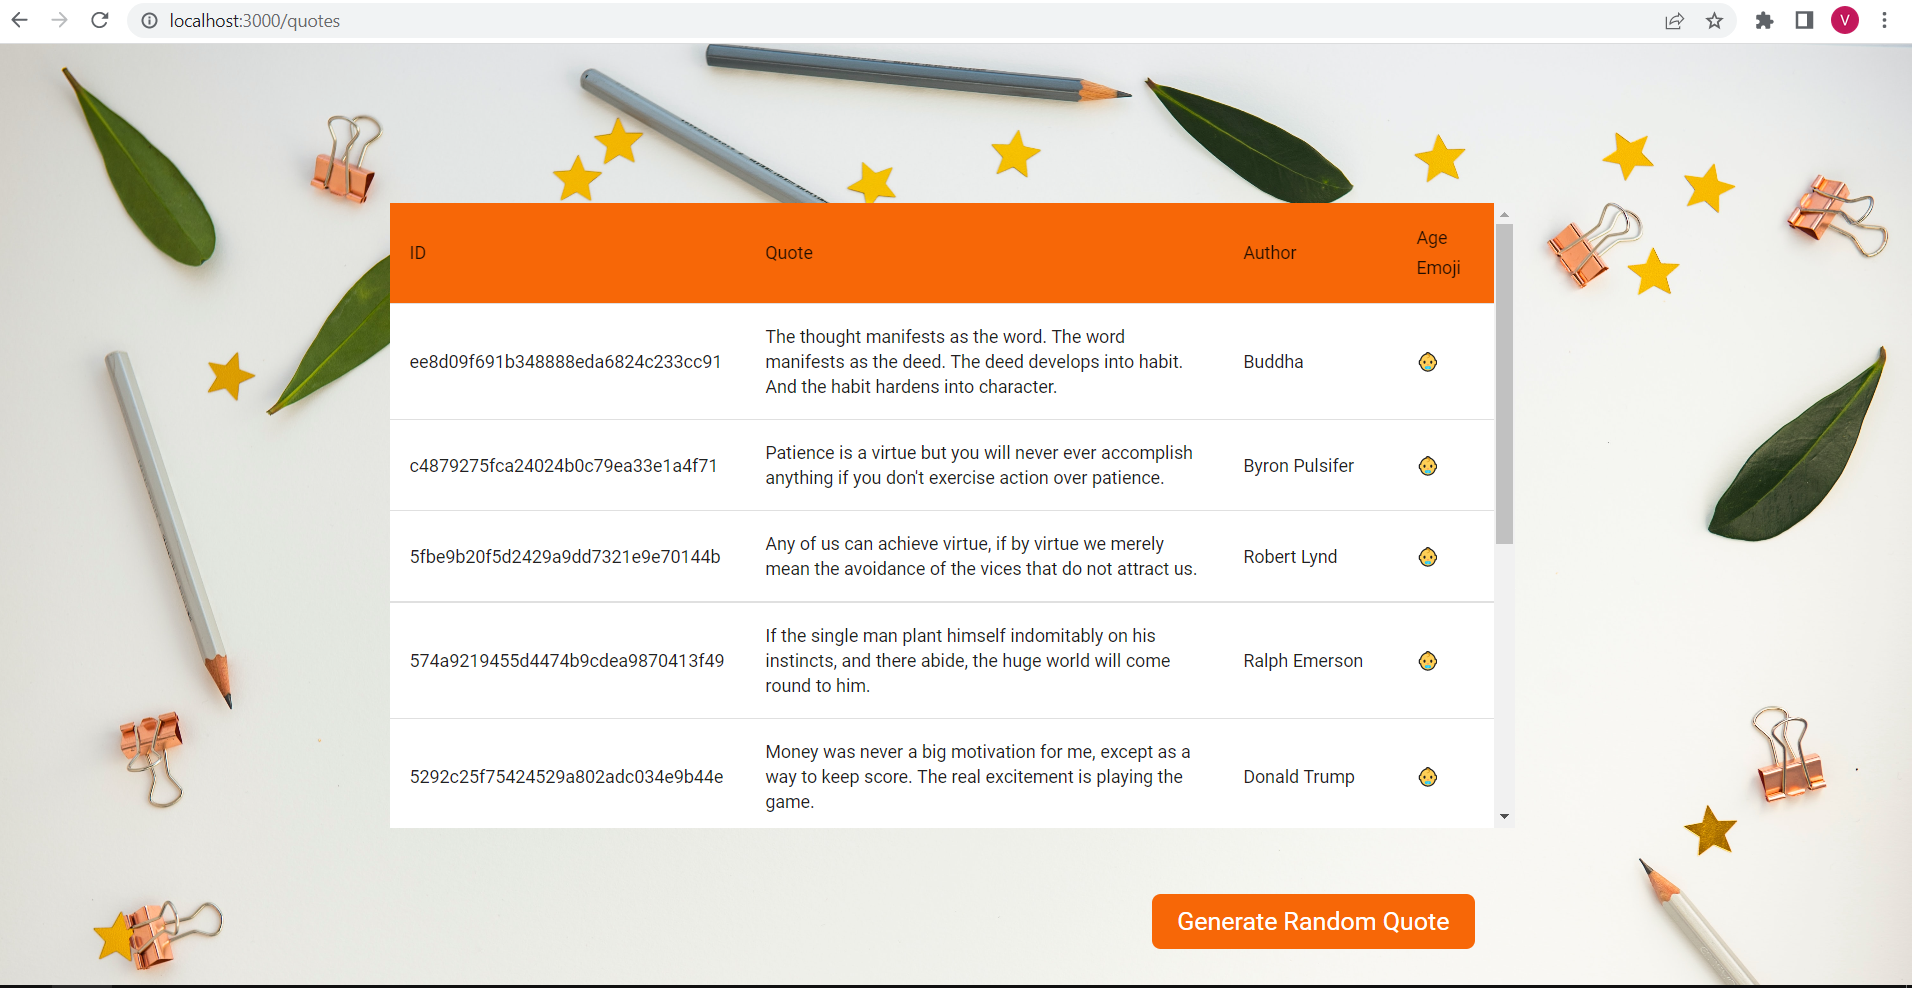 localhost:3000/quotes
V
ID
Quote
Author
Age
Emoji
ee8d09f691b348888eda6824c233cc91
The thought manifests as the word. The word
manifests as the deed. The deed develops into habit.
And the habit hardens into character.
Buddha
c4879275fca24024b0c79ea33e1a4f71
Patience is a virtue but you will never ever accomplish
anything if you don't exercise action over patience.
Byron Pulsifer
5fbe9b20f5d2429a9dd7321e9e70144b
Any of us can achieve virtue, if by virtue we merely
mean the avoidance of the vices that do not attract us.
Robert Lynd
574a9219455d4474b9cdea9870413f49
If the single man plant himself indomitably on his
instincts, and there abide, the huge world will come
round to him.
Ralph Emerson
5292c25f75424529a802adc034e9b44e
Money was never a big motivation for me, except as a
way to keep score. The real excitement is playing the
game.
Donald Trump
Generate Random Quote